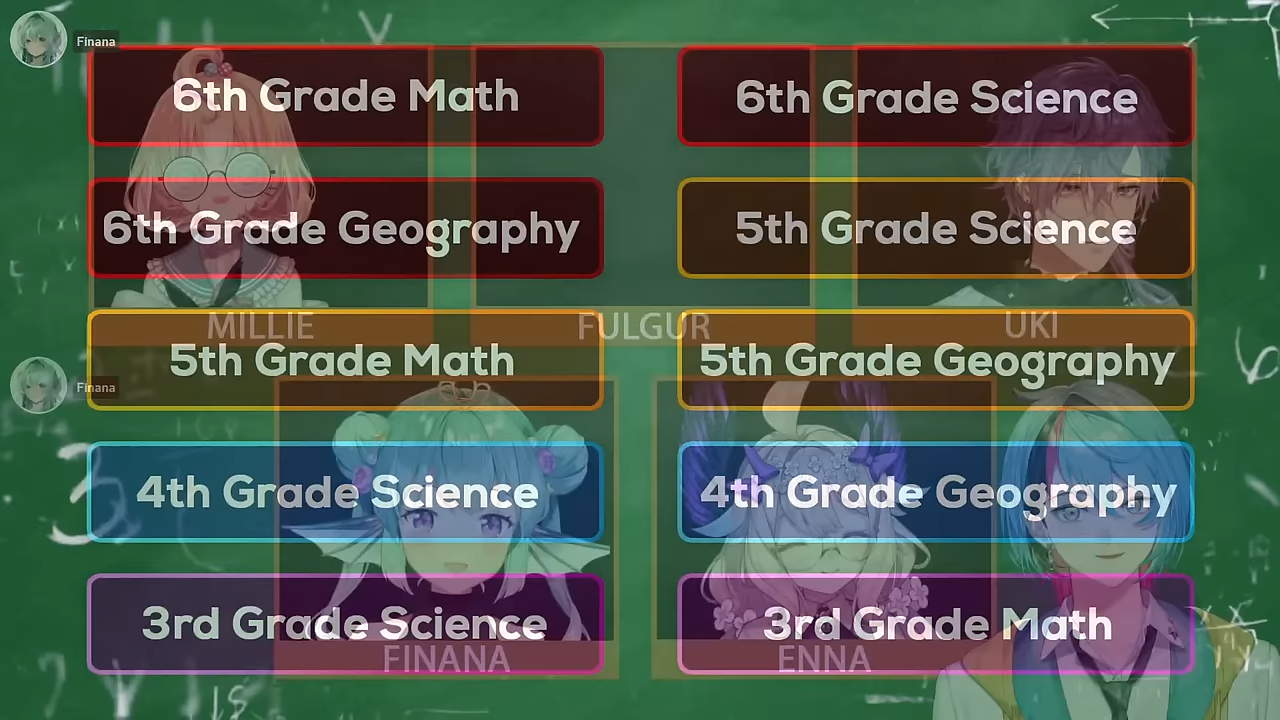 Finana
6th Grade Math
6th Grade Science
6th Grade Geography
5th Grade Science
MILLIE
FULGUR
UKI
5th Grade Math
5th Grade Geography
Finana
4th Grade Science
4th Grade Geography
3rd Grade Science
3rd Grade Math
FINANA
ENNA